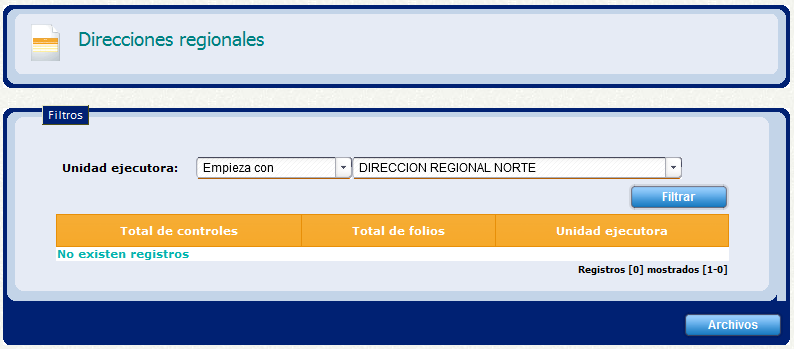 Direcciones regionales
Filtros
Unidad ejecutora: Empieza con DIRECCION REGIONAL NORTE
Filtrar
Total de controles Total de folios Unidad ejecutora
No existen registros
Registros [0] mostrados [1-0]
Archivos